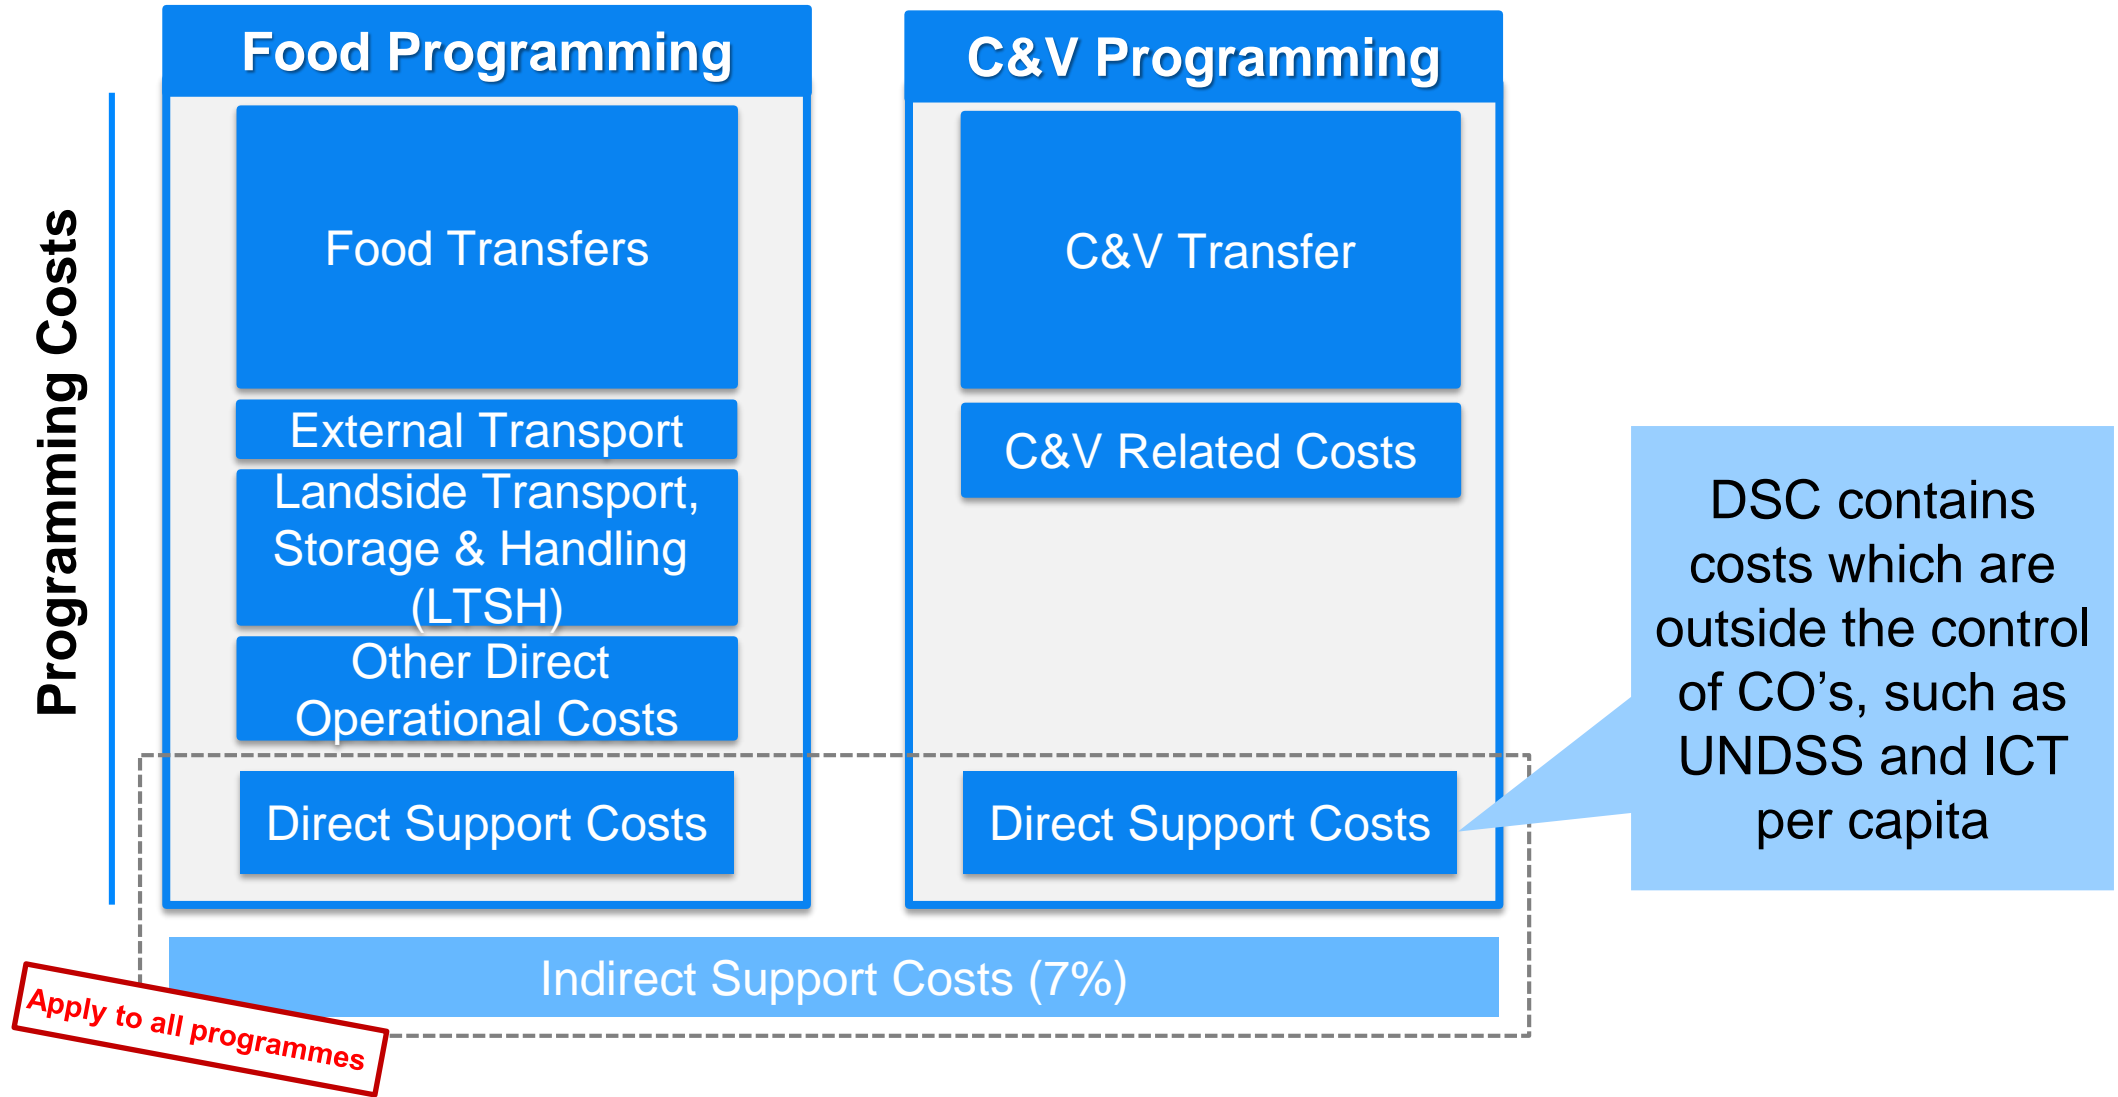 Food Programming
C&V Programming
Programming Costs
Food Transfers
C&V Transfer
External Transport
C&V Related Costs
Landside Transport,
Storage & Handling
(LTSH)
Other Direct
Operational Costs
Direct Support Costs
Direct Support Costs
DSC contains
costs which are
outside the control
of CO’s, such as
UNDSS and ICT
per capita
Indirect Support Costs (7%)
Apply to all programmes